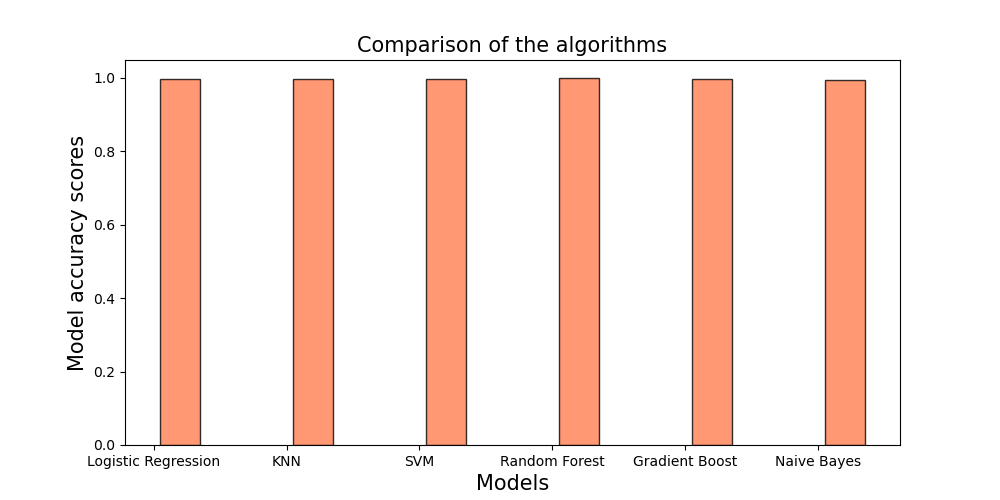 Comparison of the algorithms
Model accuracy scores
1.0
0.8
0.6
0.4
0.2
0.0
Logistic Regression KNN SVM Random Forest Gradient Boost Naive Bayes
Models